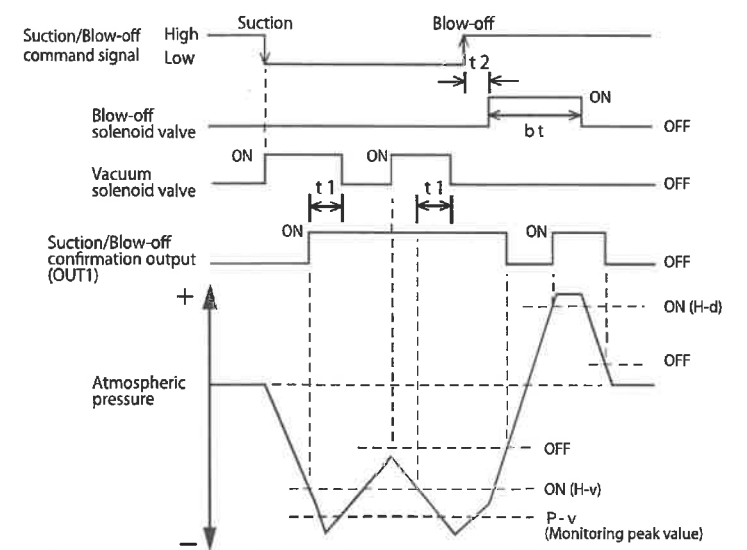 Suction
Blow-off
Suction/Blow-off
command signal
High
Low
t 2
ON
Blow-off
solenoid valve
b t
OFF
ON
ON
Vacuum
solenoid valve
t 1
t 1
OFF
ON
ON
Suction/Blow-off
confirmation output
(OUT1)
OFF
+
ON (H-d)
OFF
Atmospheric
pressure
OFF
ON (H-v)
P - v
(Monitoring peak value)
−